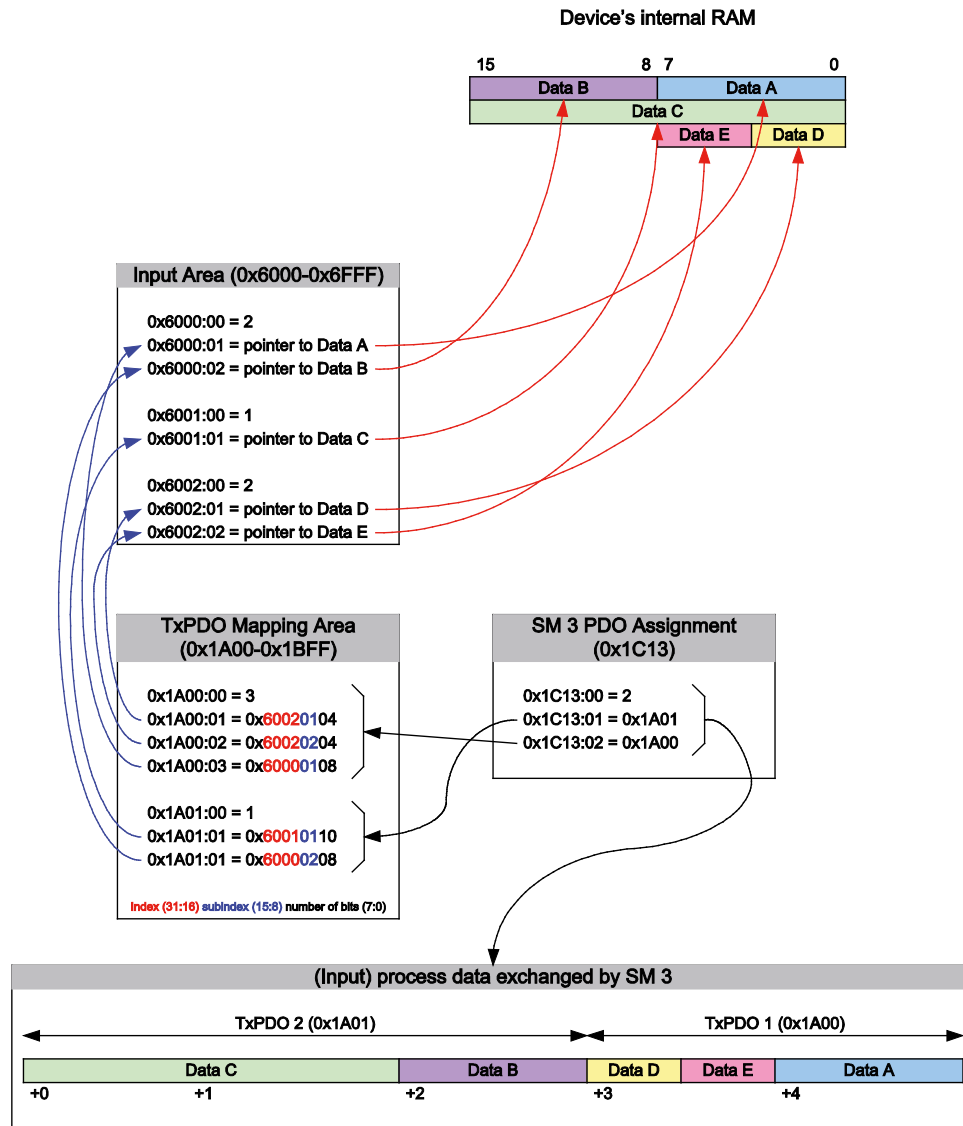 Device's internal RAM
15 8 7 0
Data B Data A
Data C
Data E Data D
Input Area (0x6000-0x6FFF)
0x6000:00 = 2
0x6000:01 = pointer to Data A
0x6000:02 = pointer to Data B
0x6001:00 = 1
0x6001:01 = pointer to Data C
0x6002:00 = 2
0x6002:01 = pointer to Data D
0x6002:02 = pointer to Data E
TxPDO Mapping Area
(0x1A00-0x1BFF)
0x1A00:00 = 3
0x1A00:01 = 0x60020104
0x1A00:02 = 0x60020204
0x1A00:03 = 0x60000108
0x1A01:00 = 1
0x1A01:01 = 0x60010110
0x1A01:01 = 0x60000208
Index (31:16) subindex (15:8) number of bits (7:0)
SM 3 PDO Assignment
(0x1C13)
0x1C13:00 = 2
0x1C13:01 = 0x1A01
0x1C13:02 = 0x1A00
(Input) process data exchanged by SM 3
TxPDO 2 (0x1A01) TxPDO 1 (0x1A00)
Data C Data B Data D Data E Data A
+0 +1 +2 +3 +4